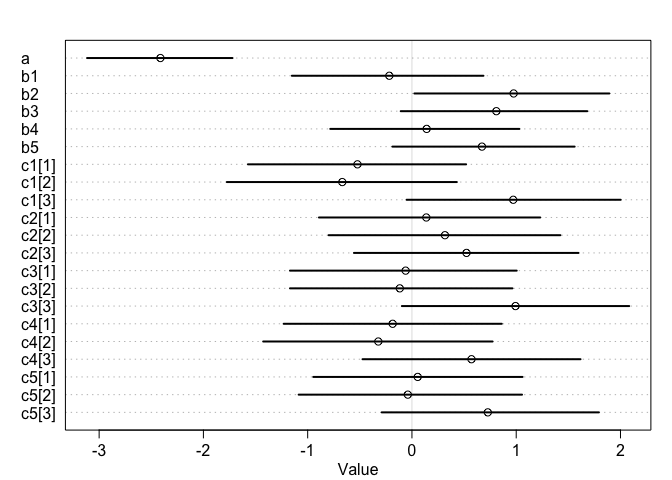 a
b1
b2
b3
b4
b5
c1[1]
c1[2]
c1[3]
c2[1]
c2[2]
c2[3]
c3[1]
c3[2]
c3[3]
c4[1]
c4[2]
c4[3]
c5[1]
c5[2]
c5[3]
-3 -2 -1 0 1 2
Value